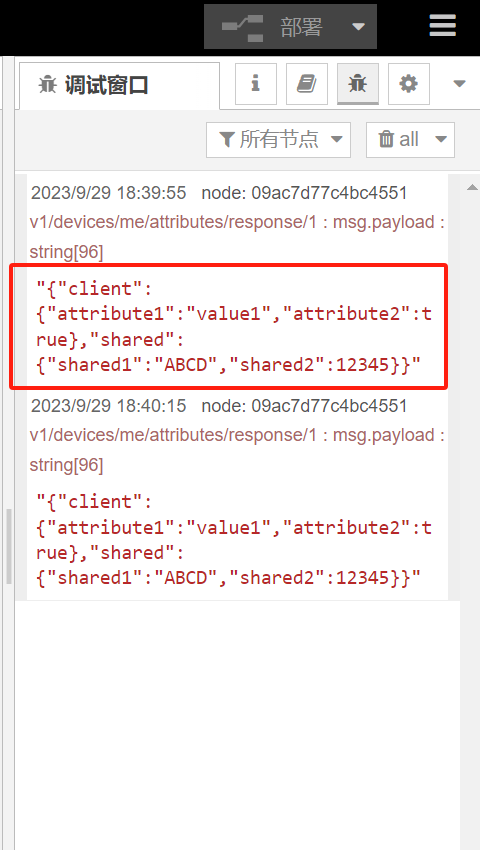 部署
调试窗口
所有节点
all
2023/9/29 18:39:55 node: 09ac7d77c4bc4551
v1/devices/me/attributes/response/1 : msg.payload :
string[96]
"{"client":
{"attribute1":"value1","attribute2":t
rue},"shared":
{"shared1":"ABCD","shared2":12345}}"
2023/9/29 18:40:15 node: 09ac7d77c4bc4551
v1/devices/me/attributes/response/1 : msg.payload :
string[96]
"{"client":
{"attribute1":"value1","attribute2":t
rue},"shared":
{"shared1":"ABCD","shared2":12345}}"